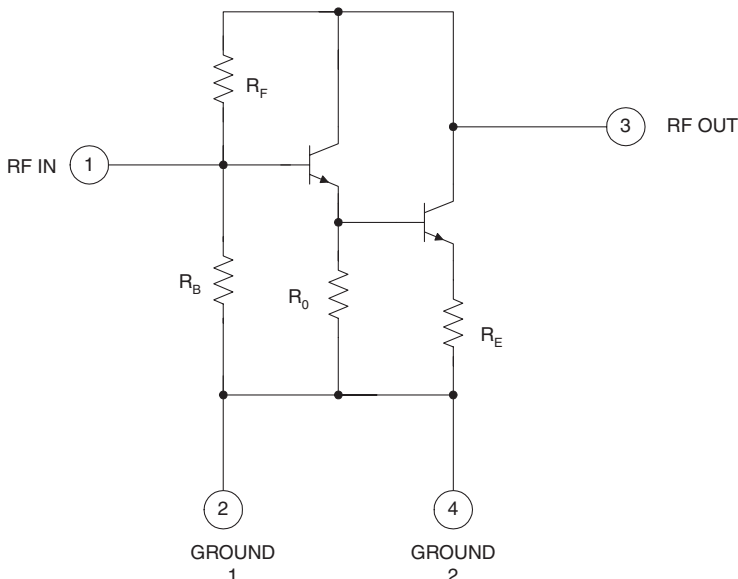 R_F
3
RF OUT
RF IN
1
R_B
R_0
R_E
2
4
GROUND
1
GROUND
2